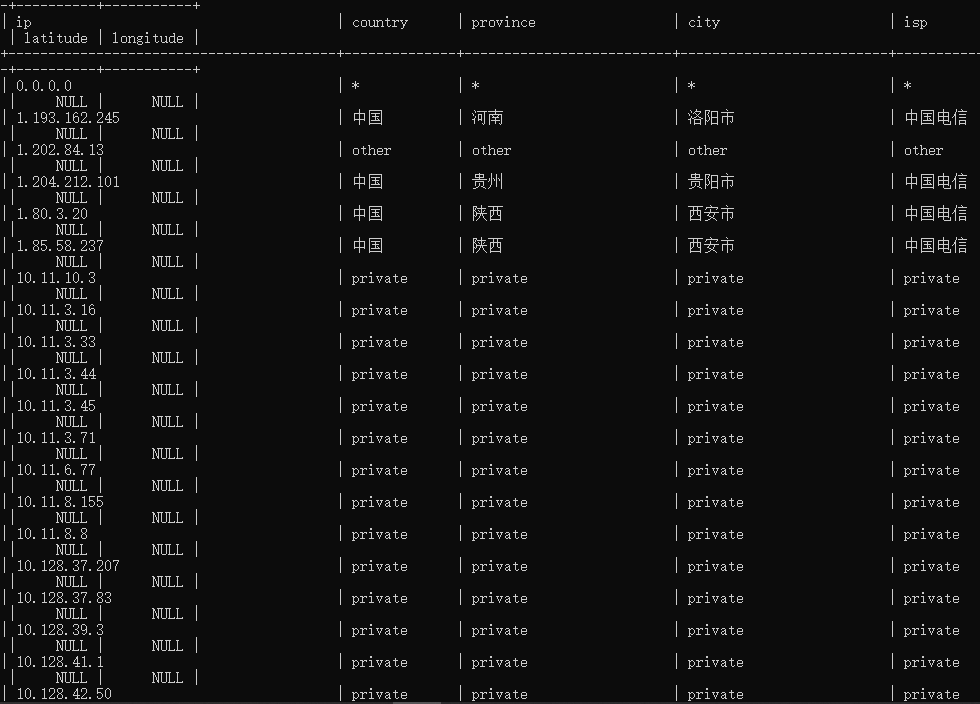 -+----------+-----------+
| ip | country | province | city | isp
| latitude | longitude |
+------------------------------------------+--------------+--------------------------+--------------------------+-----------
-+----------+-----------+
| 0.0.0.0 | * | * | * | *
| NULL | NULL |
| 1.193.162.245 | 中国 | 河南 | 洛阳市 | 中国电信
| NULL | NULL |
| 1.202.84.13 | other | other | other | other
| NULL | NULL |
| 1.204.212.101 | 中国 | 贵州 | 贵阳市 | 中国电信
| NULL | NULL |
| 1.80.3.20 | 中国 | 陕西 | 西安市 | 中国电信
| NULL | NULL |
| 1.85.58.237 | 中国 | 陕西 | 西安市 | 中国电信
| NULL | NULL |
| 10.11.10.3 | private | private | private | private
| NULL | NULL |
| 10.11.3.16 | private | private | private | private
| NULL | NULL |
| 10.11.3.33 | private | private | private | private
| NULL | NULL |
| 10.11.3.44 | private | private | private | private
| NULL | NULL |
| 10.11.3.45 | private | private | private | private
| NULL | NULL |
| 10.11.3.71 | private | private | private | private
| NULL | NULL |
| 10.11.6.77 | private | private | private | private
| NULL | NULL |
| 10.11.8.155 | private | private | private | private
| NULL | NULL |
| 10.11.8.8 | private | private | private | private
| NULL | NULL |
| 10.128.37.207 | private | private | private | private
| NULL | NULL |
| 10.128.37.83 | private | private | private | private
| NULL | NULL |
| 10.128.39.3 | private | private | private | private
| NULL | NULL |
| 10.128.41.1 | private | private | private | private
| NULL | NULL |
| 10.128.42.50 | private | private | private | private